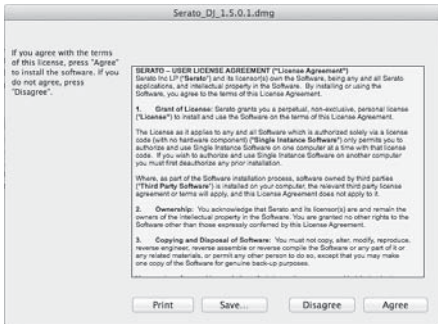 Serato_DJ_1.5.0.1.dmg
If you agree with the terms
of this license, press "Agree"
to install the software. If you
do not agree, press
"Disagree".
SERATO – USER LICENSE AGREEMENT ("License Agreement")
Serato Inc LP ("Serato") and its licensor(s) own the Software, being any and all Serato
applications, and intellectual property in the Software. By installing or using the
Software, you agree to the terms of this License Agreement.
1. Grant of License: Serato grants you a perpetual, non-exclusive, personal license
("License") to install and use the Software on the terms of this License Agreement.
The License as it applies to any and all Software which is authorized solely via a license
code (with no hardware component) ("Single Instance Software") only permits you to
authorize and use Single Instance Software on one computer at a time with that license
code. If you wish to authorize and use Single Instance Software on another computer
you must first deauthorize any prior installation.
Where, as part of the Software installation process, software owned by third parties
("Third Party Software") is installed on your computer, the relevant third party license
agreement or terms will apply, and this License Agreement does not apply to it.
2. Ownership: You acknowledge that Serato and its licensor(s) are and remain the
owners of the intellectual property in the Software. You are granted no other rights to the
Software other than those expressly conferred by this License Agreement.
3. Copying and Disposal of Software: You must not copy, alter, modify, reproduce,
reverse engineer, reverse assemble or reverse compile the Software or any part of it or
any related materials, or permit any other person to do so, except that you may make
one copy of the Software for genuine back-up purposes.
Print Save... Disagree Agree